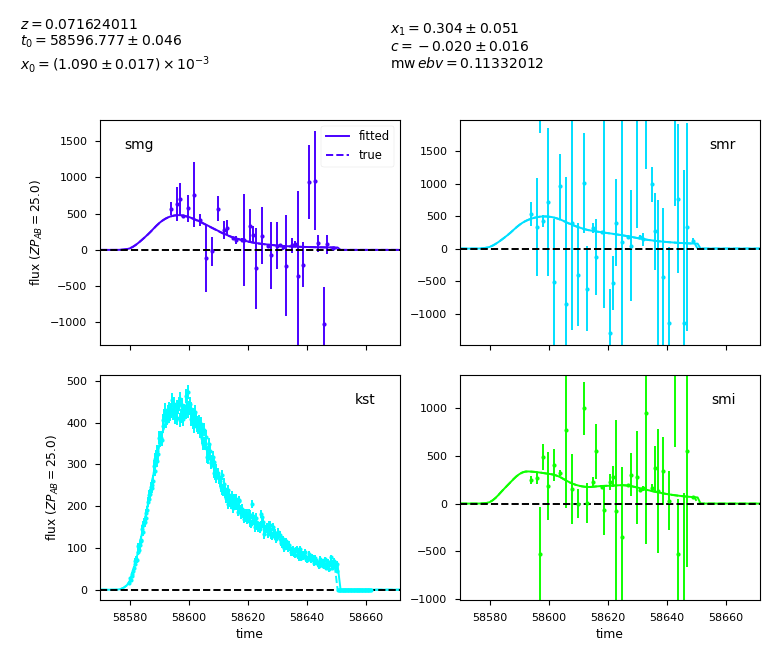 z = 0.071624011
t₀ = 58596.777 ± 0.046
x₀ = (1.090 ± 0.017) × 10⁻³
x₁ = 0.304 ± 0.051
c = −0.020 ± 0.016
mw ebv = 0.11332012
smg
fitted
true
1500
1000
500
0
−500
−1000
flux (ZP_AB = 25.0)
smr
1500
1000
500
0
−500
−1000
kst
500
400
300
200
100
0
flux (ZP_AB = 25.0)
58580 58600 58620 58640 58660
time
smi
1000
500
0
−500
−1000
58580 58600 58620 58640 58660
time